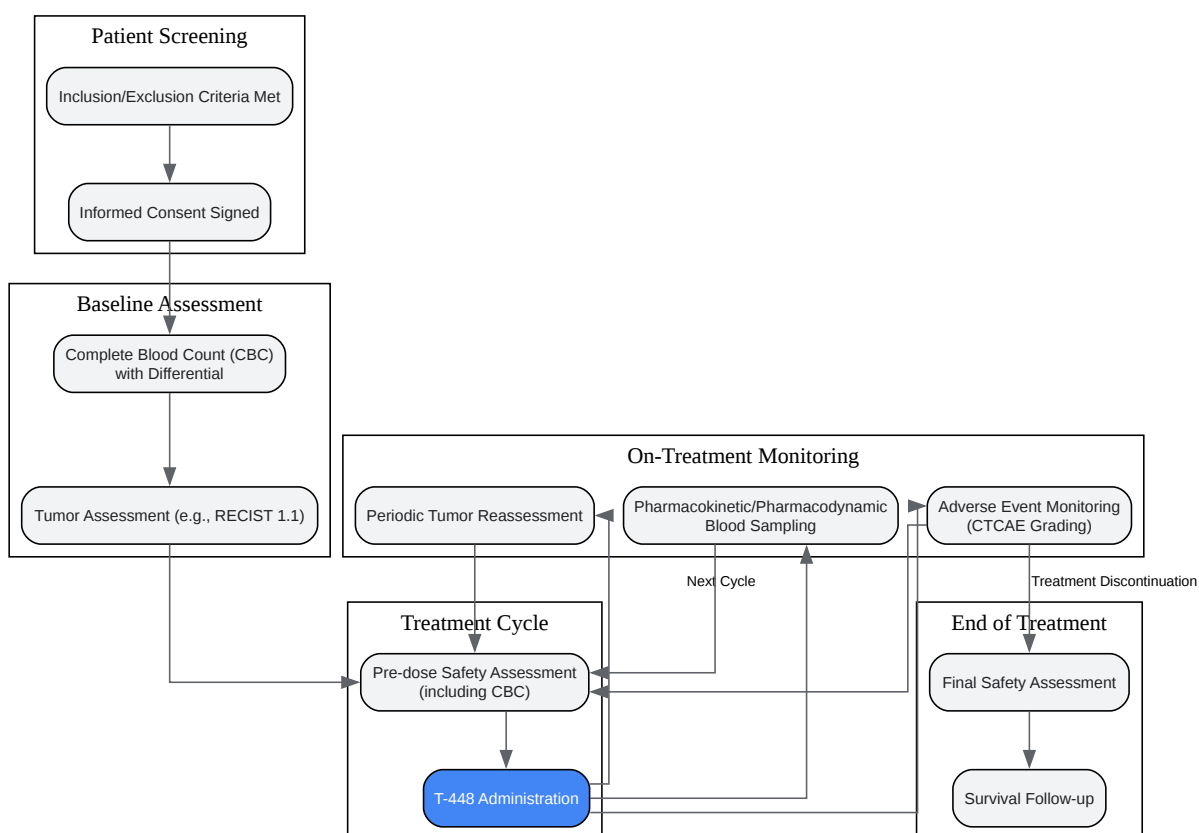 Patient Screening
Inclusion/Exclusion Criteria Met
Informed Consent Signed
Baseline Assessment
Complete Blood Count (CBC)
with Differential
Tumor Assessment (e.g., RECIST 1.1)
On-Treatment Monitoring
Periodic Tumor Reassessment
Pharmacokinetic/Pharmacodynamic
Blood Sampling
Adverse Event Monitoring
(CTCAE Grading)
Next Cycle
Treatment Discontinuation
Treatment Cycle
Pre-dose Safety Assessment
(including CBC)
T-448 Administration
End of Treatment
Final Safety Assessment
Survival Follow-up